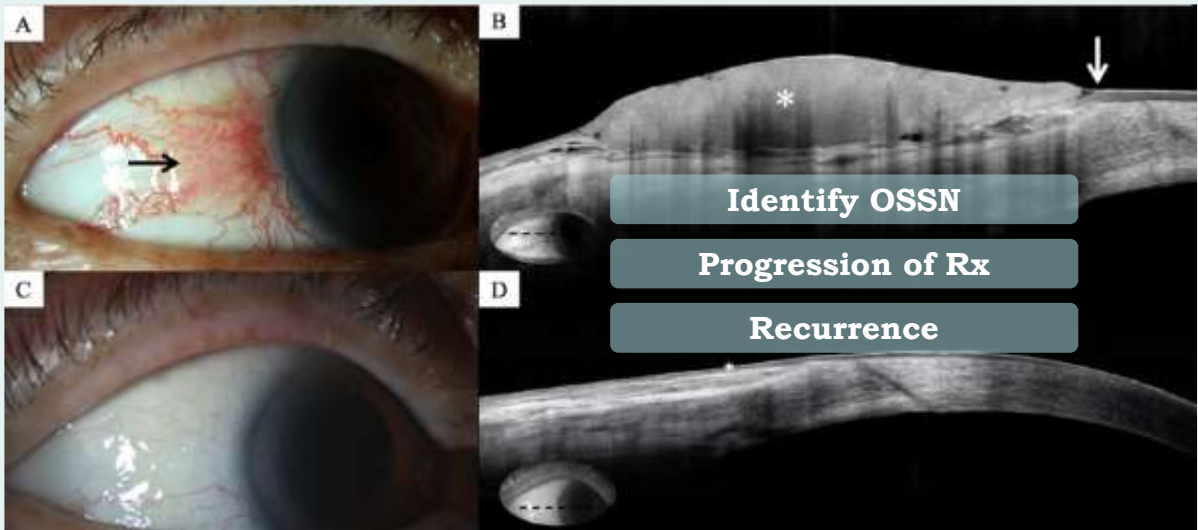 A
B
*
Identify OSSN
Progression of Rx
Recurrence
C
D
*